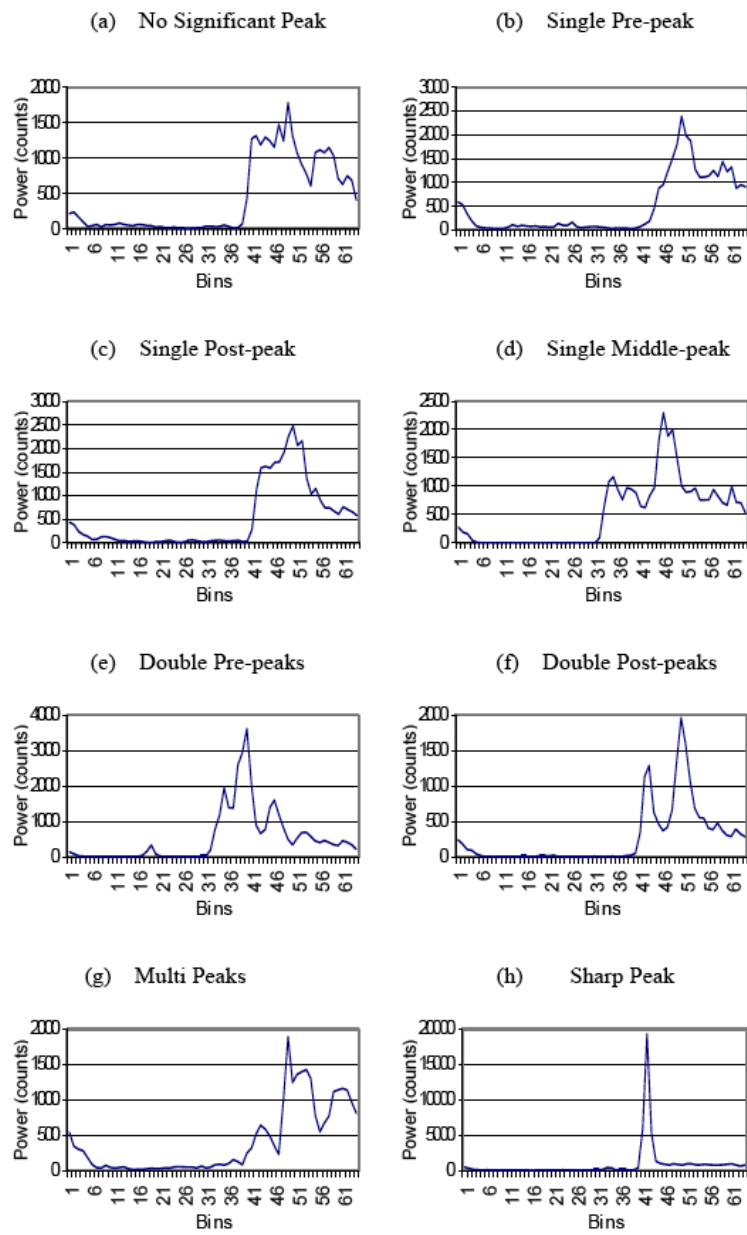 (a) No Significant Peak
(b) Single Pre-peak
2000
1500
1000
500
0
Power (counts)
1 6 11 16 21 26 31 36 41 46 51 56 61
Bins
3000
2500
2000
1500
1000
500
0
Power (counts)
1 6 11 16 21 26 31 36 41 46 51 56 61
Bins
(c) Single Post-peak
(d) Single Middle-peak
3000
2500
2000
1500
1000
500
0
Power (counts)
1 6 11 16 21 26 31 36 41 46 51 56 61
Bins
2500
2000
1500
1000
500
0
Power (counts)
1 6 11 16 21 26 31 36 41 46 51 56 61
Bins
(e) Double Pre-peaks
(f) Double Post-peaks
4000
3000
2000
1000
0
Power (counts)
1 6 11 16 21 26 31 36 41 46 51 56 61
Bins
2000
1500
1000
500
0
Power (counts)
1 6 11 16 21 26 31 36 41 46 51 56 61
Bins
(g) Multi Peaks
(h) Sharp Peak
2000
1500
1000
500
0
Power (counts)
1 6 11 16 21 26 31 36 41 46 51 56 61
Bins
20000
15000
10000
5000
0
Power (counts)
1 6 11 16 21 26 31 36 41 46 51 56 61
Bins